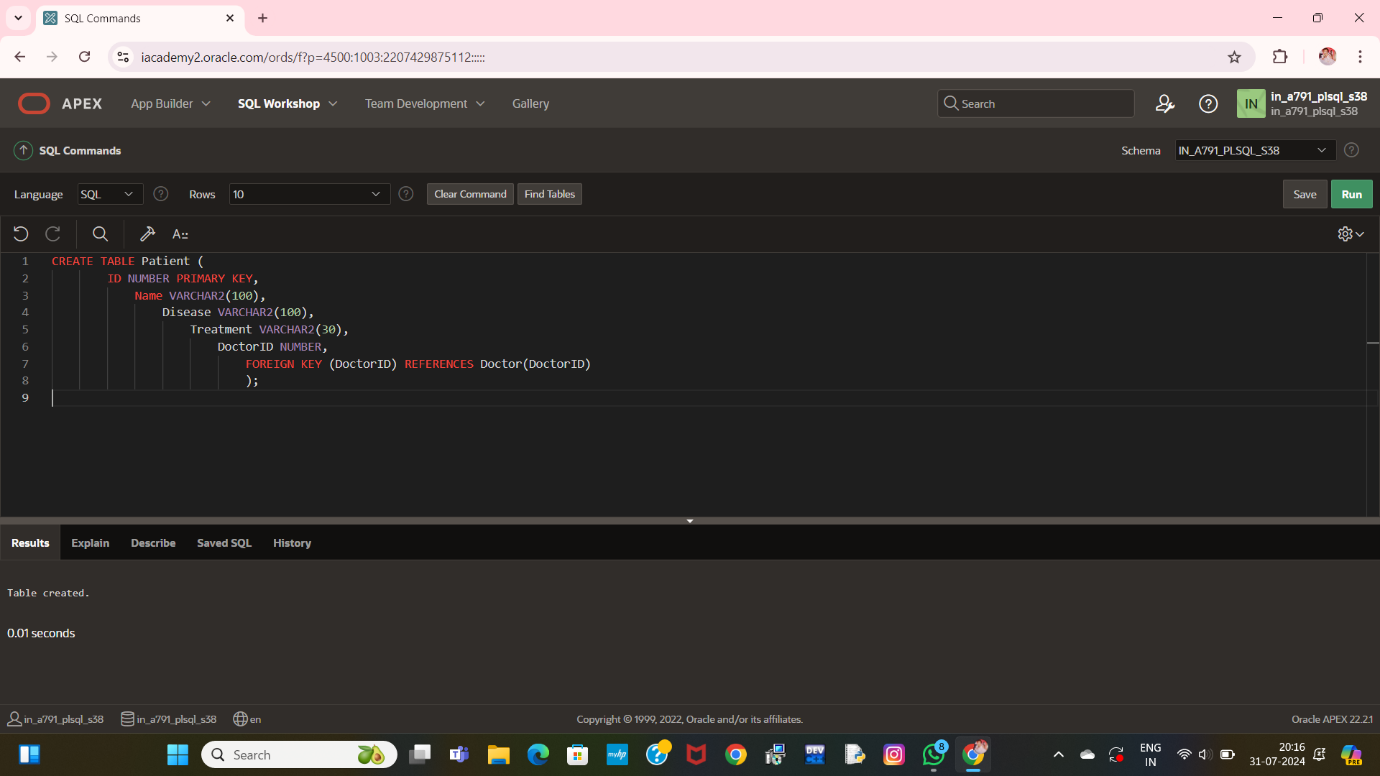 SQL Commands
iacademy2.oracle.com/ords/f?p=4500:1003:2207429875112:::::
APEX App Builder SQL Workshop Team Development Gallery Search IN in_a791_plsql_s38
in_a791_plsql_s38
SQL Commands Schema IN_A791_PLSQL_S38
Language SQL Rows 10 Clear Command Find Tables Save Run
A::
1 CREATE TABLE Patient (
2 ID NUMBER PRIMARY KEY,
3 Name VARCHAR2(100),
4 Disease VARCHAR2(100),
5 Treatment VARCHAR2(30),
6 DoctorID NUMBER,
7 FOREIGN KEY (DoctorID) REFERENCES Doctor(DoctorID)
8 );
9
Results Explain Describe Saved SQL History
Table created.
0.01 seconds
in_a791_plsql_s38 in_a791_plsql_s38 en Copyright © 1999, 2022, Oracle and/or its affiliates. Oracle APEX 22.2.1
Search myhp DEV 8 ENG 20:16
IN 31-07-2024 PRE